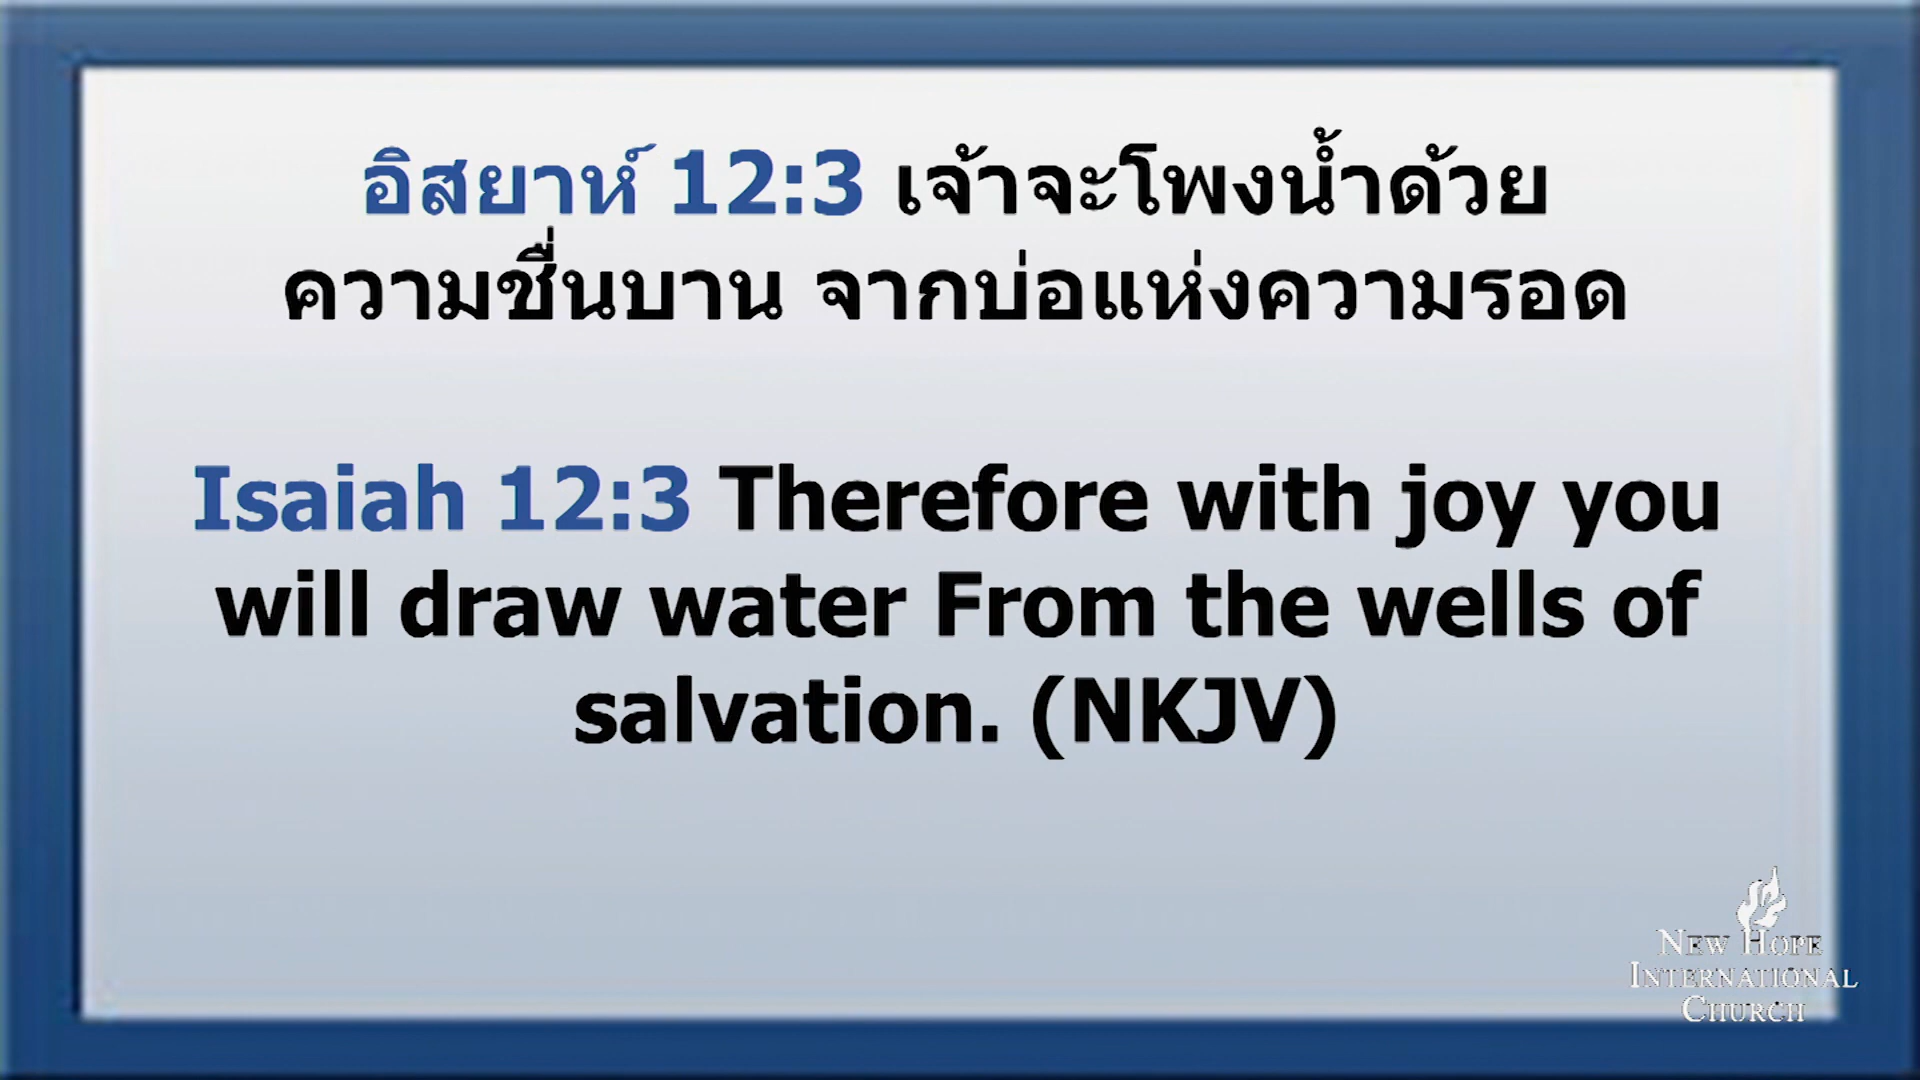 อิสยาห์ 12:3 เจ้าจะโพงน้ำด้วย
ความชื่นบาน จากบ่อแห่งความรอด
Isaiah 12:3 Therefore with joy you
will draw water From the wells of
salvation. (NKJV)
NEW HOPE
INTERNATIONAL
CHURCH